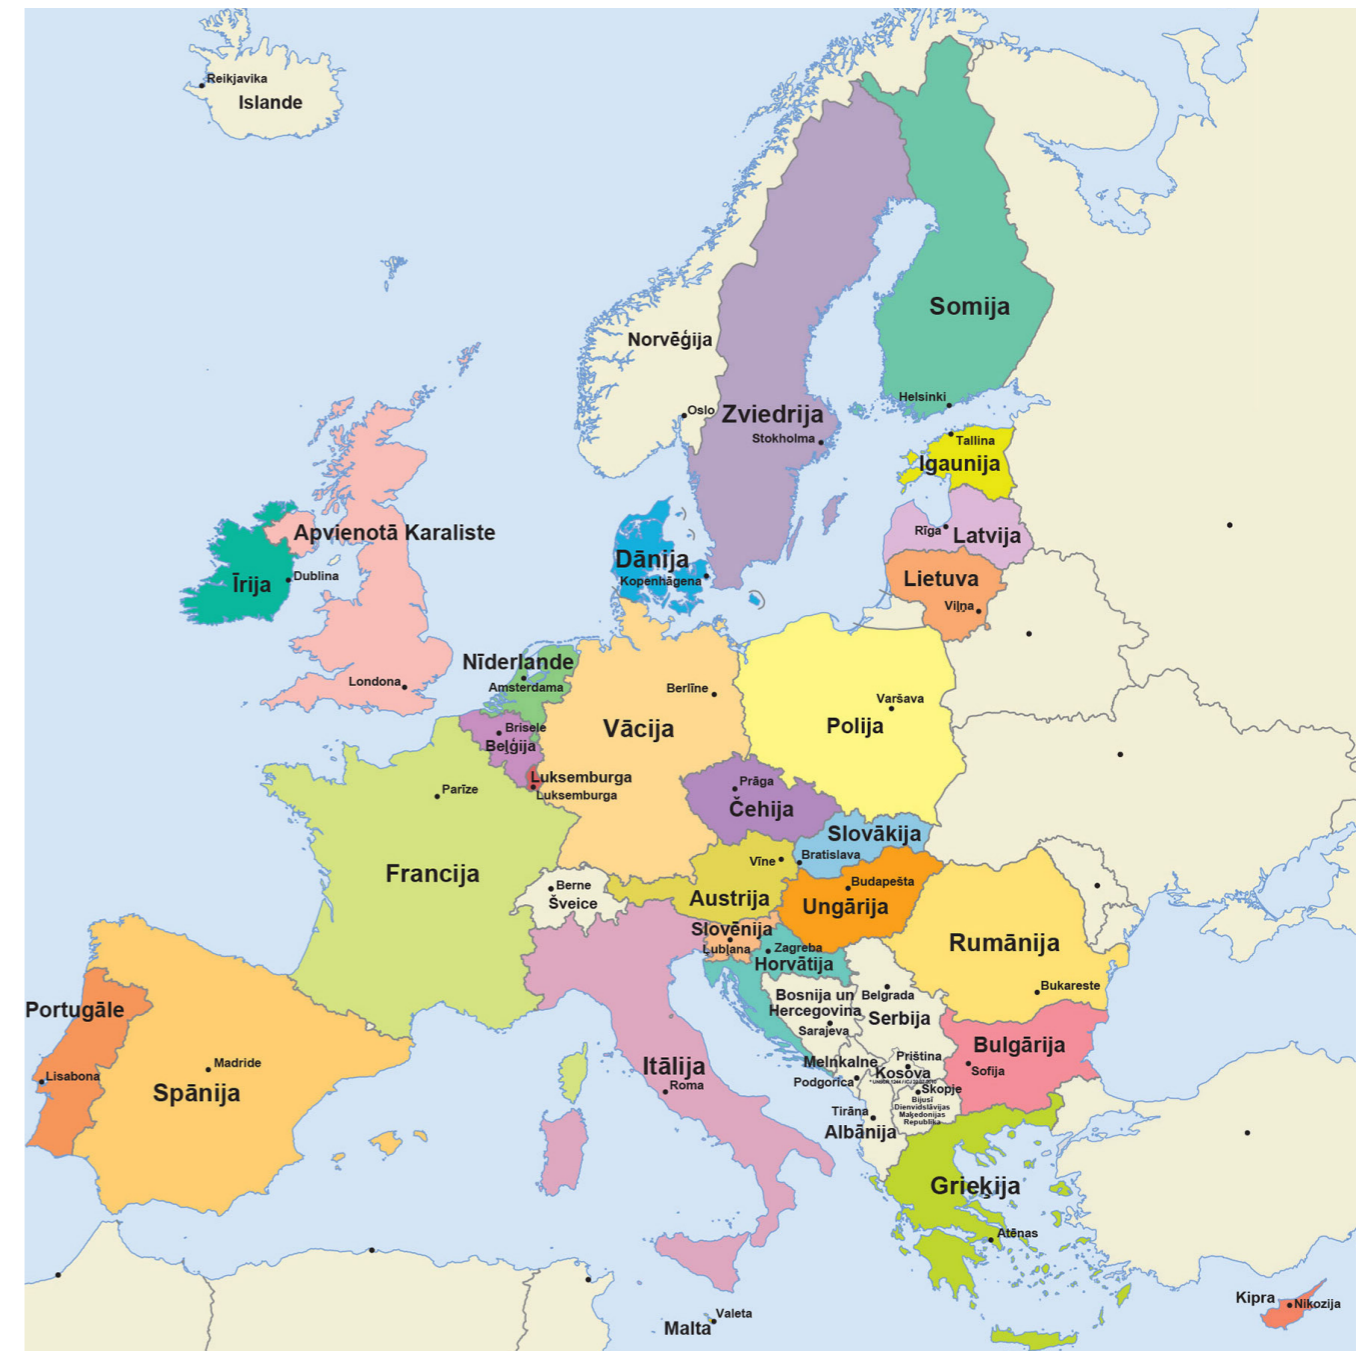 Reikjavika
Islande
Somija
Norvēģija
Helsinki
Oslo
Zviedrija
Stokholma
Tallina
Igaunija
Rīga
Latvija
Apvienotā Karaliste
Dānija
Kopenhāgena
Dublina
Īrija
Lietuva
Viļņa
Nīderlande
Amsterdama
Londona
Berlīne
Varšava
Polija
Brisele
Beļģija
Vācija
Luksemburga
Luksemburga
Parīze
Prāga
Čehija
Slovākija
Bratislava
Vīne
Francija
Berne
Šveice
Austrija
Budapešta
Ungārija
Slovēnija
Ļubļana
Zagreba
Horvātija
Rumānija
Bukareste
Portugāle
Bosnija un
Hercegovina
Sarajeva
Belgrada
Serbija
Bulgārija
Sofija
Madride
Lisabona
Spānija
Itālija
Roma
Melnkalne
Podgorica
Priština
Kosova
Skopje
Bijusī
Dienvidslāvijas
Maķedonijas
Republika
Tirāna
Albānija
Grieķija
Atēnas
Valeta
Malta
Kipra
Nikozija